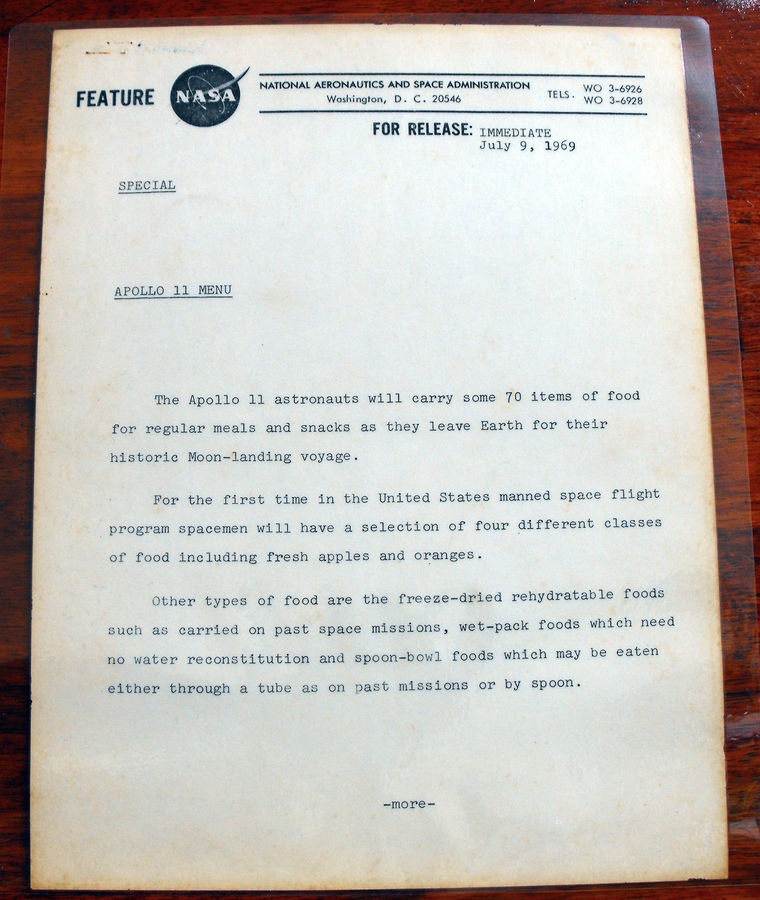 FEATURE
NASA
NATIONAL AERONAUTICS AND SPACE ADMINISTRATION
Washington, D. C. 20546
TELS. WO 3-6926
WO 3-6928
FOR RELEASE: IMMEDIATE
July 9, 1969
SPECIAL
APOLLO 11 MENU
The Apollo 11 astronauts will carry some 70 items of food
for regular meals and snacks as they leave Earth for their
historic Moon-landing voyage.
For the first time in the United States manned space flight
program spacemen will have a selection of four different classes
of food including fresh apples and oranges.
Other types of food are the freeze-dried rehydratable foods
such as carried on past space missions, wet-pack foods which need
no water reconstitution and spoon-bowl foods which may be eaten
either through a tube as on past missions or by spoon.
-more-